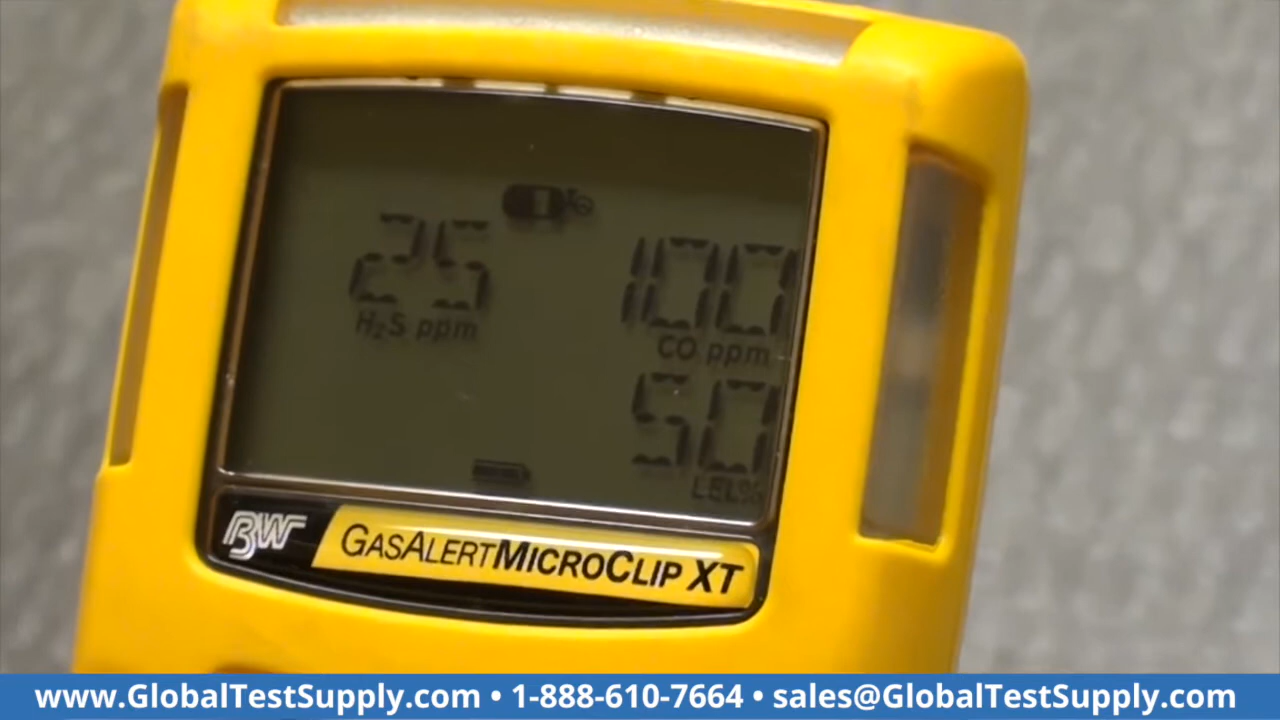 25
H₂S ppm
100
CO ppm
50
LEL%
BW
GASALERTMICROCLIP XT
www.GlobalTestSupply.com • 1-888-610-7664 • sales@GlobalTestSupply.com